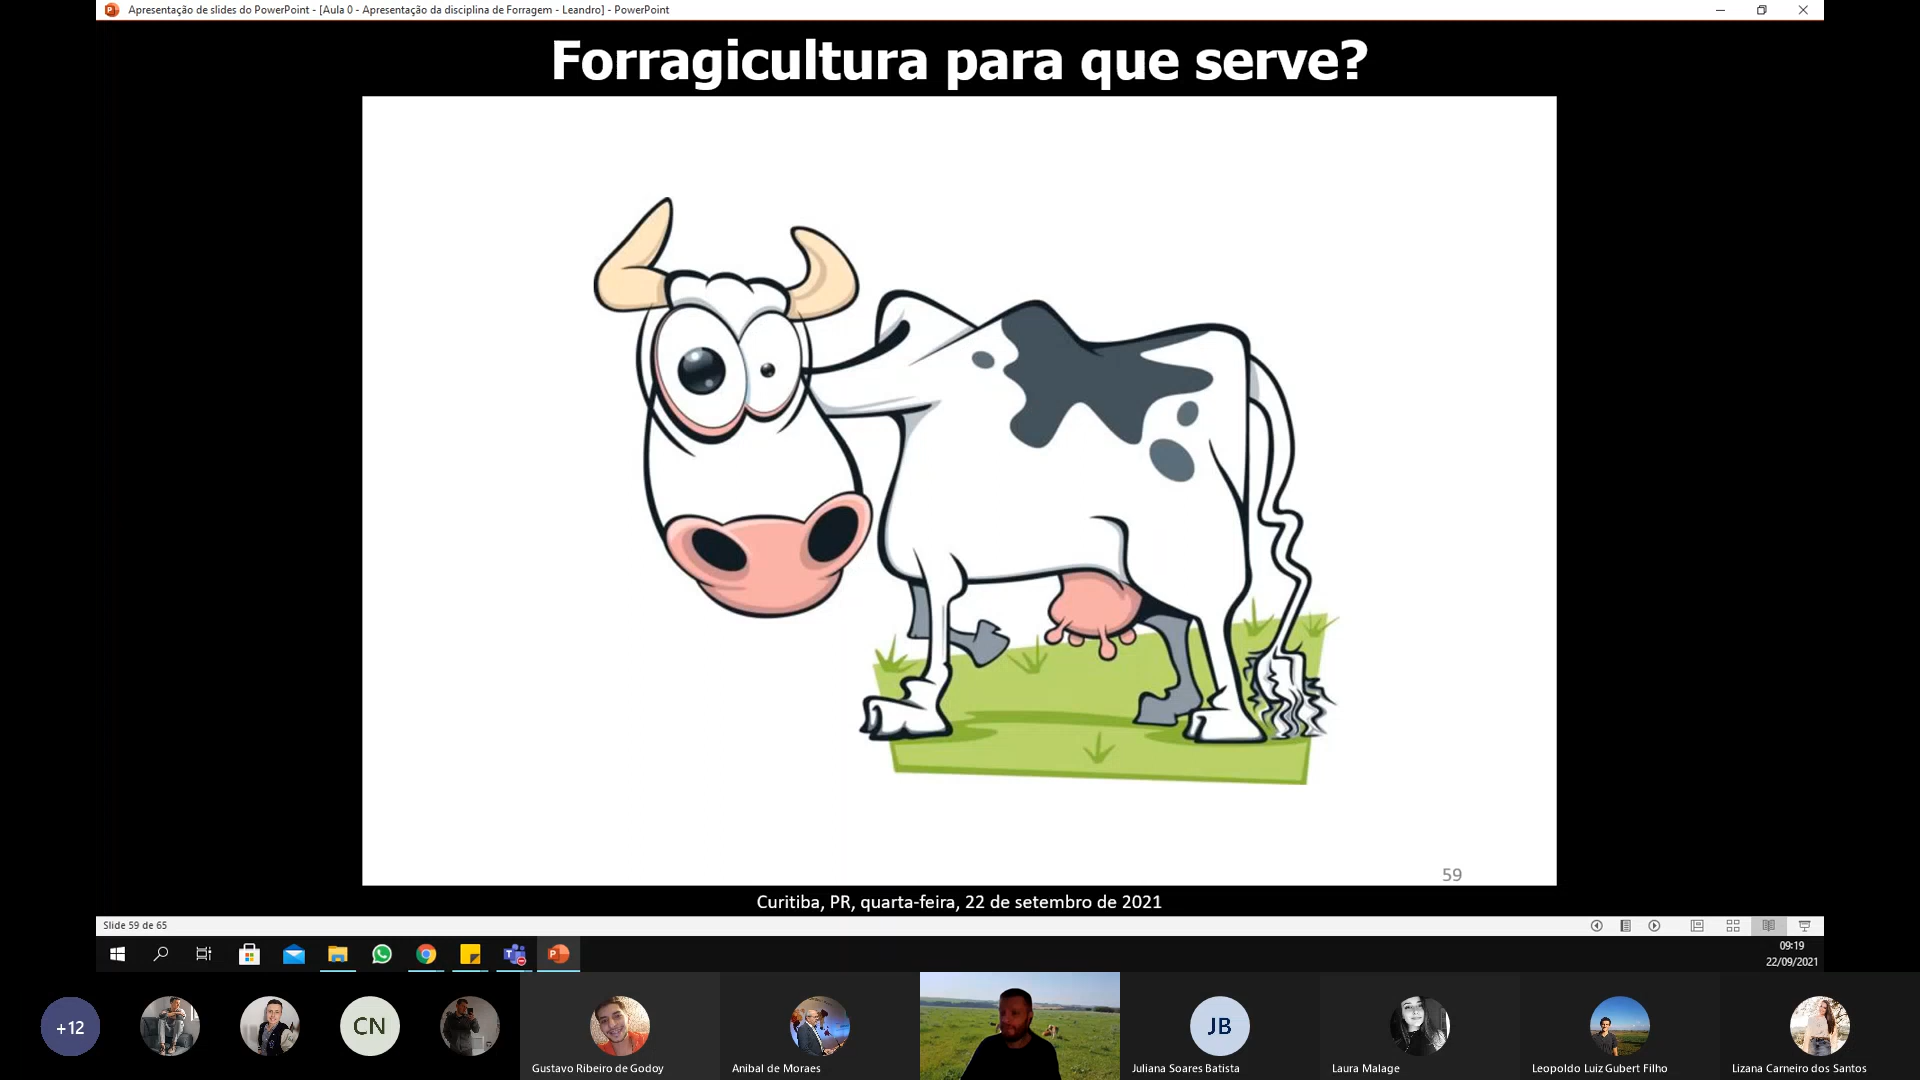 Apresentação de slides do PowerPoint - [Aula 0 - Apresentação da disciplina de Forragem - Leandro] - PowerPoint
Forragicultura para que serve?
59
Curitiba, PR, quarta-feira, 22 de setembro de 2021
Slide 59 de 65
09:19
22/09/2021
+12
CN
JB
Gustavo Ribeiro de Godoy
Anibal de Moraes
Juliana Soares Batista
Laura Malage
Leopoldo Luiz Gubert Filho
Lizana Carneiro dos Santos